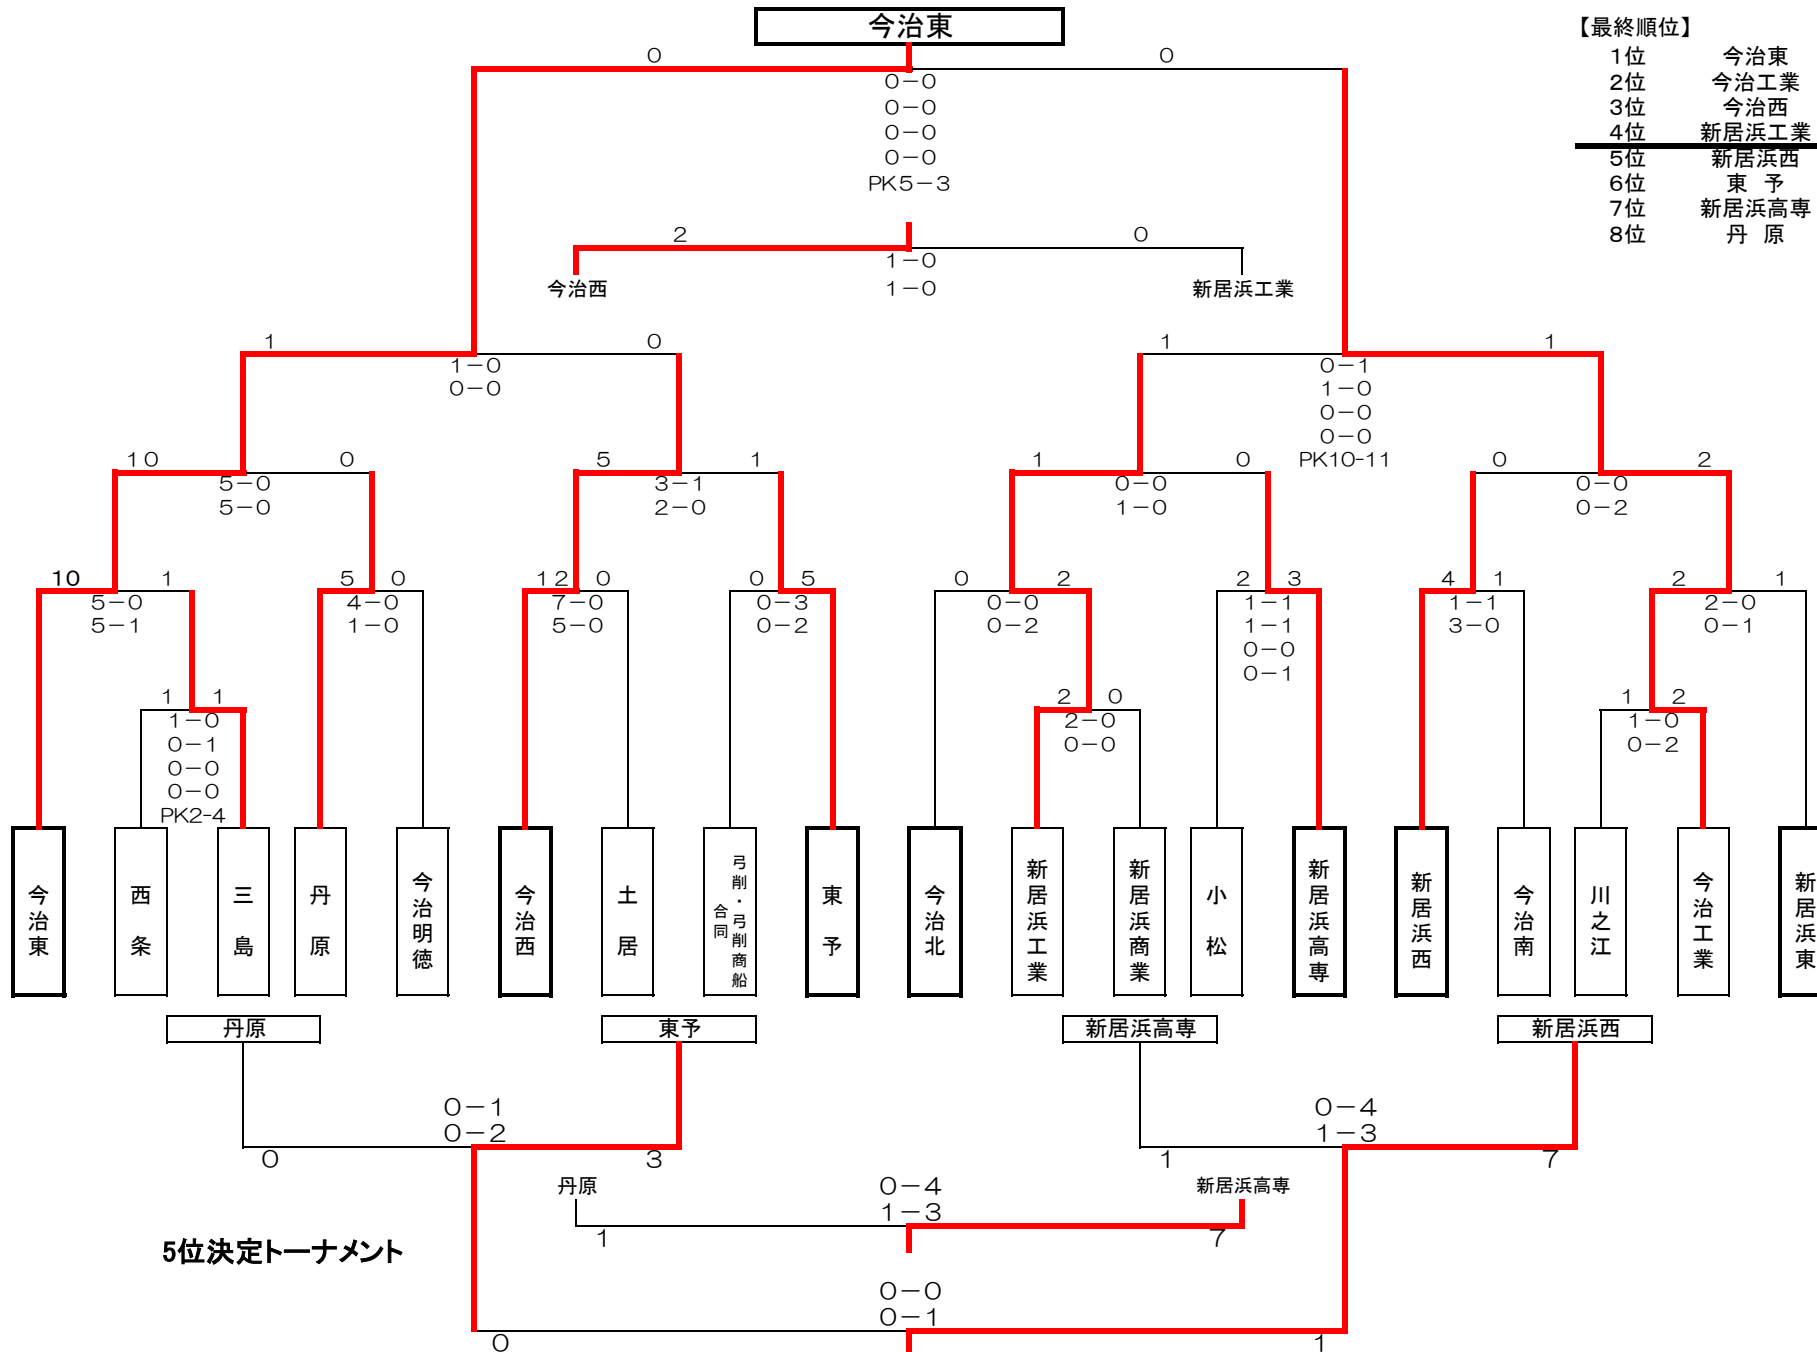 今治東
【最終順位】
1位 今治東
2位 今治工業
3位 今治西
4位 新居浜工業
5位 新居浜西
6位 東 予
7位 新居浜高専
8位 丹 原
0 0
0-0
0-0
0-0
0-0
PK5-3
2 0
1-0
1-0
今治西 新居浜工業
1 0 1 1
1-0 0-1
0-0 1-0
0-0
0-0
PK10-11
10 0 5 1 1 0 0 2
5-0 3-1 0-0 0-0
5-0 2-0 1-0 0-2
10 1 5 0 12 0 0 5 0 2 2 3 4 1 2 1
5-0 4-0 7-0 0-3 0-0 1-1 1-1 2-0
5-1 1-0 5-0 0-2 0-2 1-1 3-0 0-1
0-0
0-1
1 1 2 0 1 2
1-0 2-0 1-0
0-1 0-0 0-2
0-0
0-0
PK2-4
今治東
西条
三島
丹原
今治明徳
今治西
土居
弓削・弓削商船
合同
東予
今治北
新居浜工業
新居浜商業
小松
新居浜高専
新居浜西
今治南
川之江
今治工業
新居浜東
丹原 東予 新居浜高専 新居浜西
0-1 0-4
0-2 1-3
0 3 1 7
丹原 0-4 新居浜高専
1-3
1 7
5位決定トーナメント
0-0
0-1
0 1